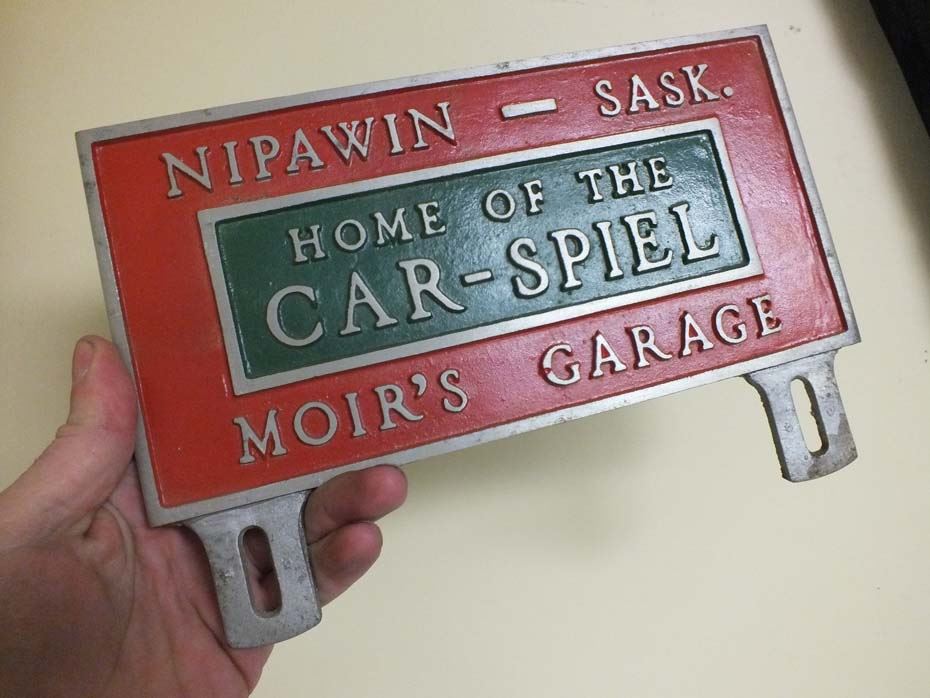 NIPAWIN — SASK.
HOME OF THE
CAR-SPIEL
MOIR'S GARAGE